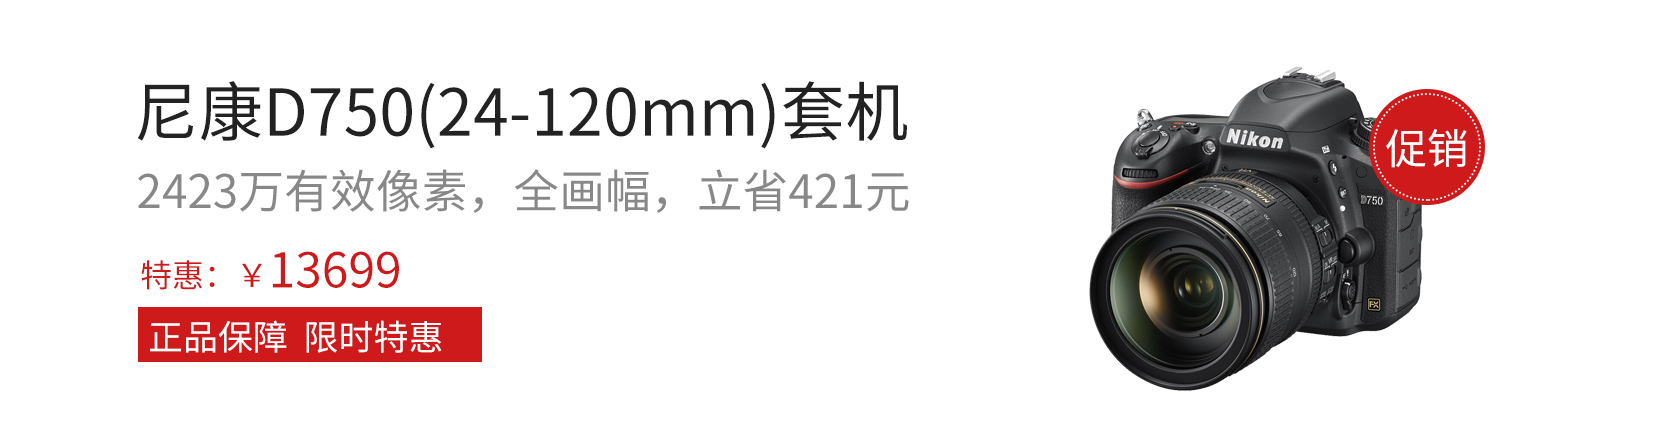 尼康D750(24-120mm)套机
2423万有效像素，全画幅，立省421元
特惠：￥13699
正品保障 限时特惠
促销
Nikon
D750
FX